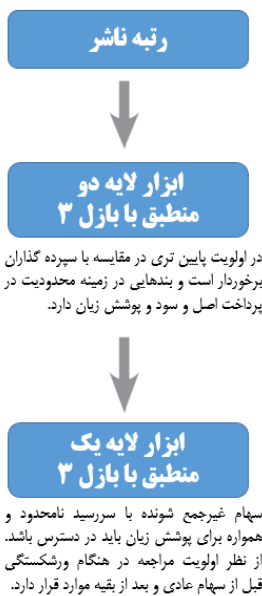 رتبه ناشر
ابزار لایه دو
منطبق با بازل ۳
در اولویت پایین تری در مقایسه با سپرده گذاران
برخوردار است و بندهایی در زمینه محدودیت در
پرداخت اصل و سود و پوشش زیان دارد.
ابزار لایه یک
منطبق با بازل ۳
سهام غیرجمع شونده با سررسید نامحدود و
همواره برای پوشش زیان باید در دسترس باشد.
از نظر اولویت مراجعه در هنگام ورشکستگی
قبل از سهام عادی و بعد از بقیه موارد قرار دارد.